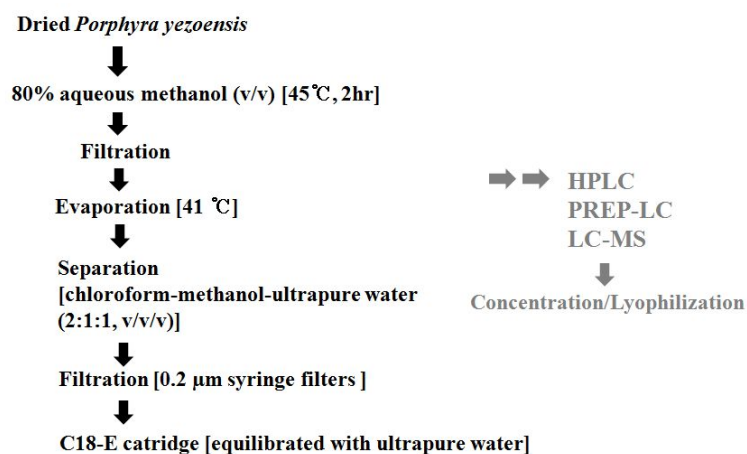 Dried Porphyra yezoensis
80% aqueous methanol (v/v) [45℃, 2hr]
Filtration
Evaporation [41 ℃]
Separation
[chloroform-methanol-ultrapure water
(2:1:1, v/v/v)]
Filtration [0.2 μm syringe filters ]
C18-E catridge [equilibrated with ultrapure water]
HPLC
PREP-LC
LC-MS
Concentration/Lyophilization